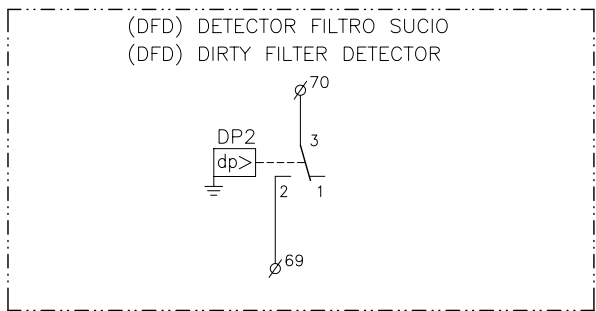 (DFD) DETECTOR FILTRO SUCIO
(DFD) DIRTY FILTER DETECTOR
70
DP2
3
dp>
2
1
69